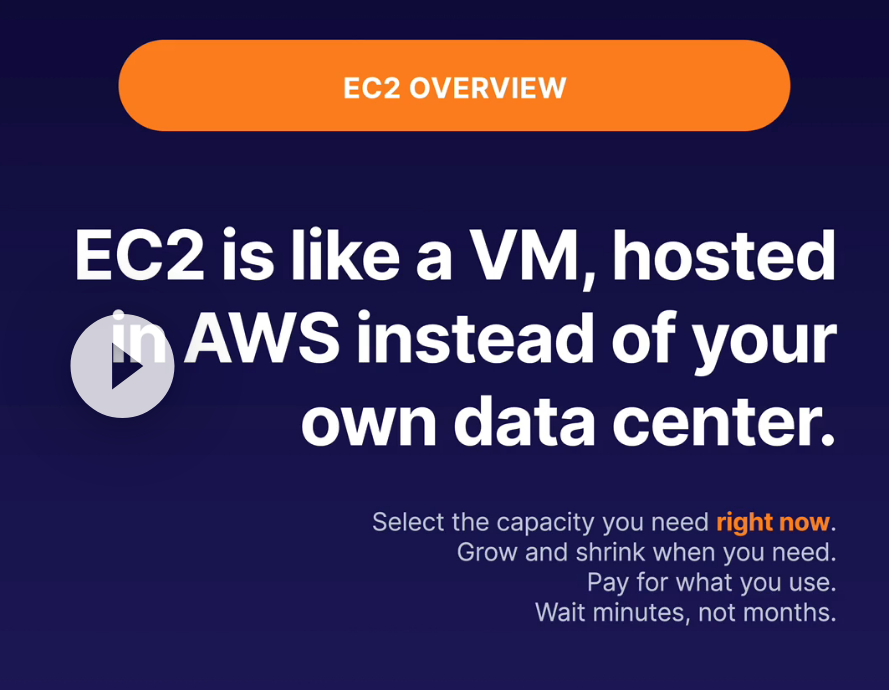 EC2 OVERVIEW
EC2 is like a VM, hosted
in AWS instead of your
own data center.
Select the capacity you need right now.
Grow and shrink when you need.
Pay for what you use.
Wait minutes, not months.